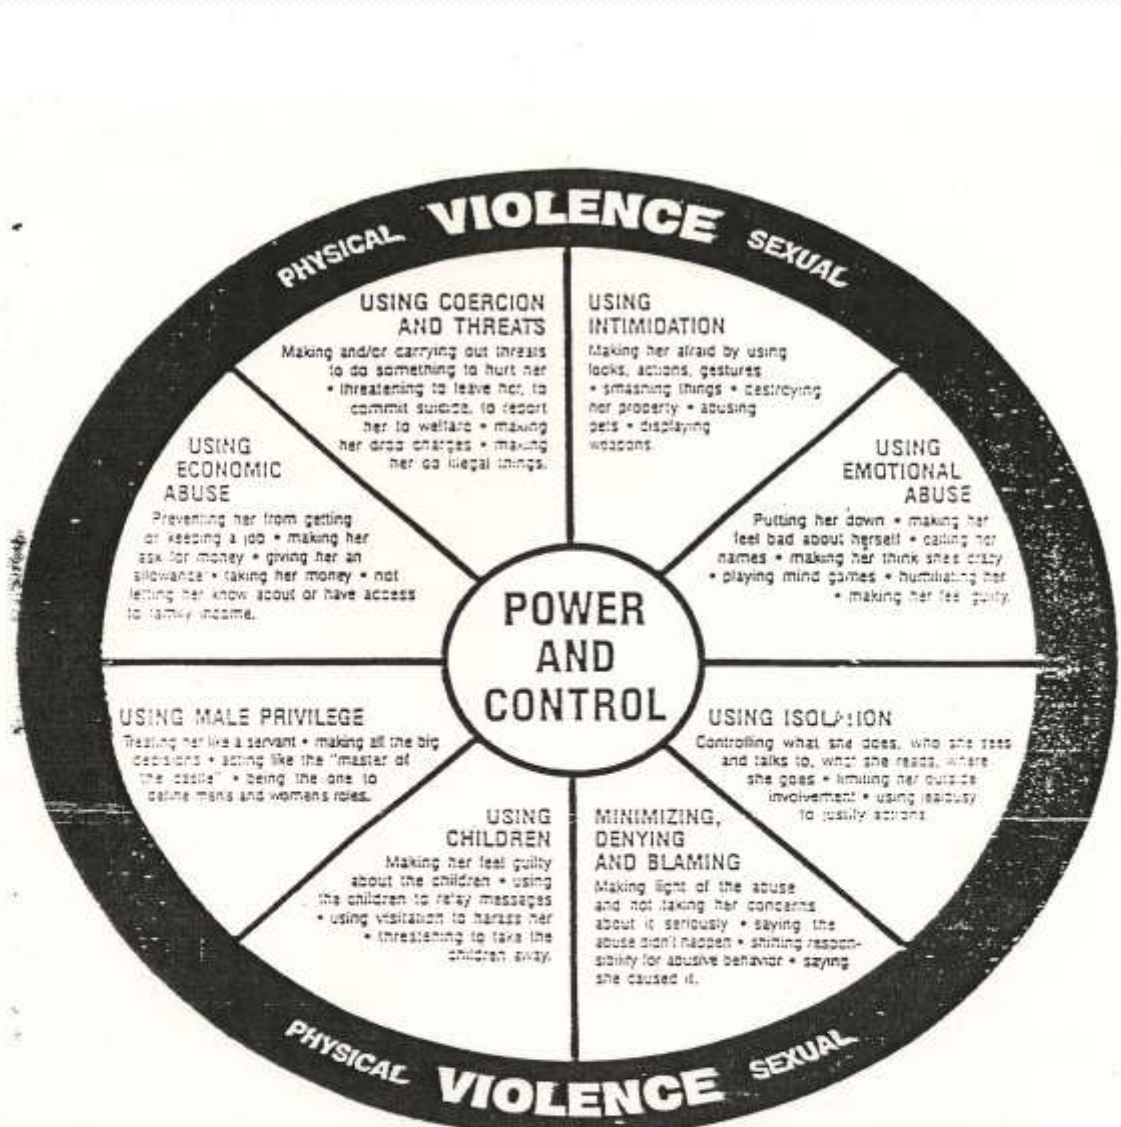 PHYSICAL VIOLENCE SEXUAL
USING COERCION
AND THREATS
Making and/or carrying out threats
to do something to hurt her
• threatening to leave her, to
commit suicide, to report
her to welfare • making
her drop charges • making
her do illegal things.
USING
INTIMIDATION
Making her afraid by using
looks, actions, gestures
• smashing things • destroying
her property • abusing
pets • displaying
weapons.
USING
ECONOMIC
ABUSE
Preventing her from getting
or keeping a job • making her
ask for money • giving her an
allowance • taking her money • not
letting her know about or have access
to family income.
USING
EMOTIONAL
ABUSE
Putting her down • making her
feel bad about herself • calling her
names • making her think she's crazy
• playing mind games • humiliating her
• making her feel guilty.
POWER
AND
CONTROL
USING MALE PRIVILEGE
Treating her like a servant • making all the big
decisions • acting like the "master of
the castle" • being the one to
define men's and women's roles.
USING ISOLATION
Controlling what she does, who she sees
and talks to, what she reads, where
she goes • limiting her outside
involvement • using jealousy
to justify actions.
USING
CHILDREN
Making her feel guilty
about the children • using
the children to relay messages
• using visitation to harass her
• threatening to take the
children away.
MINIMIZING,
DENYING
AND BLAMING
Making light of the abuse
and not taking her concerns
about it seriously • saying the
abuse didn't happen • shifting respon-
sibility for abusive behavior • saying
she caused it.
PHYSICAL VIOLENCE SEXUAL